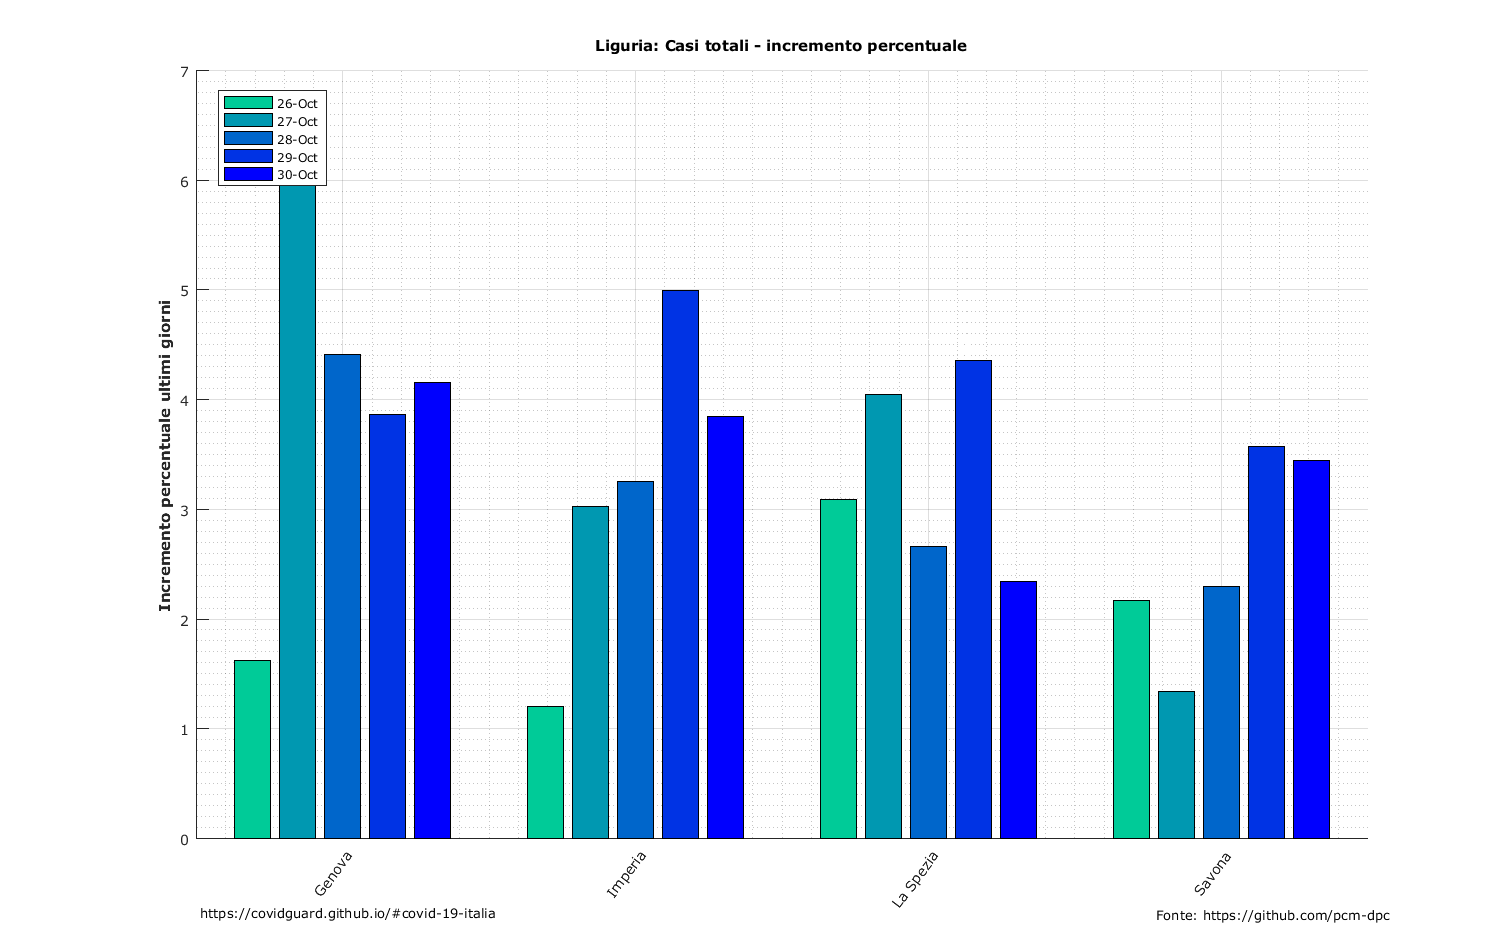 Liguria: Casi totali - incremento percentuale
7
6
5
4
3
2
1
0
Incremento percentuale ultimi giorni
26-Oct
27-Oct
28-Oct
29-Oct
30-Oct
Genova
Imperia
La Spezia
Savona
https://covidguard.github.io/#covid-19-italia
Fonte: https://github.com/pcm-dpc